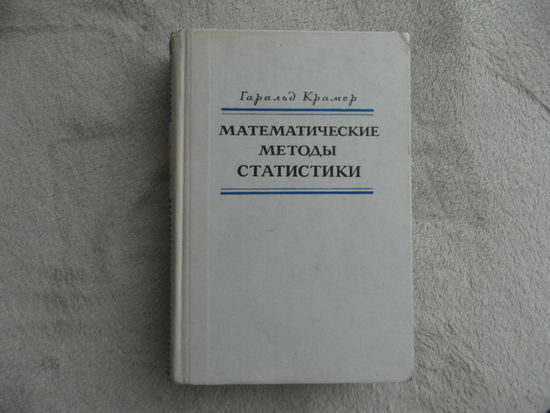 Гаральд Крамер
МАТЕМАТИЧЕСКИЕ
МЕТОДЫ
СТАТИСТИКИ